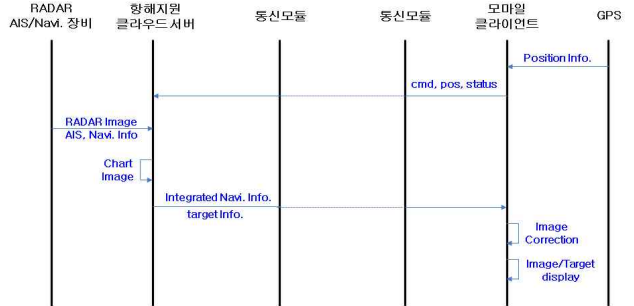 RADAR
AIS/Navi. 장비
항해지원
클라우드 서버
통신모듈
통신모듈
모마일
클라이언트
GPS
Position Info.
cmd, pos, status
RADAR Image
AIS, Navi. Info
Chart
Image
Integrated Navi. Info.
target Info.
Image
Correction
Image/Target
display